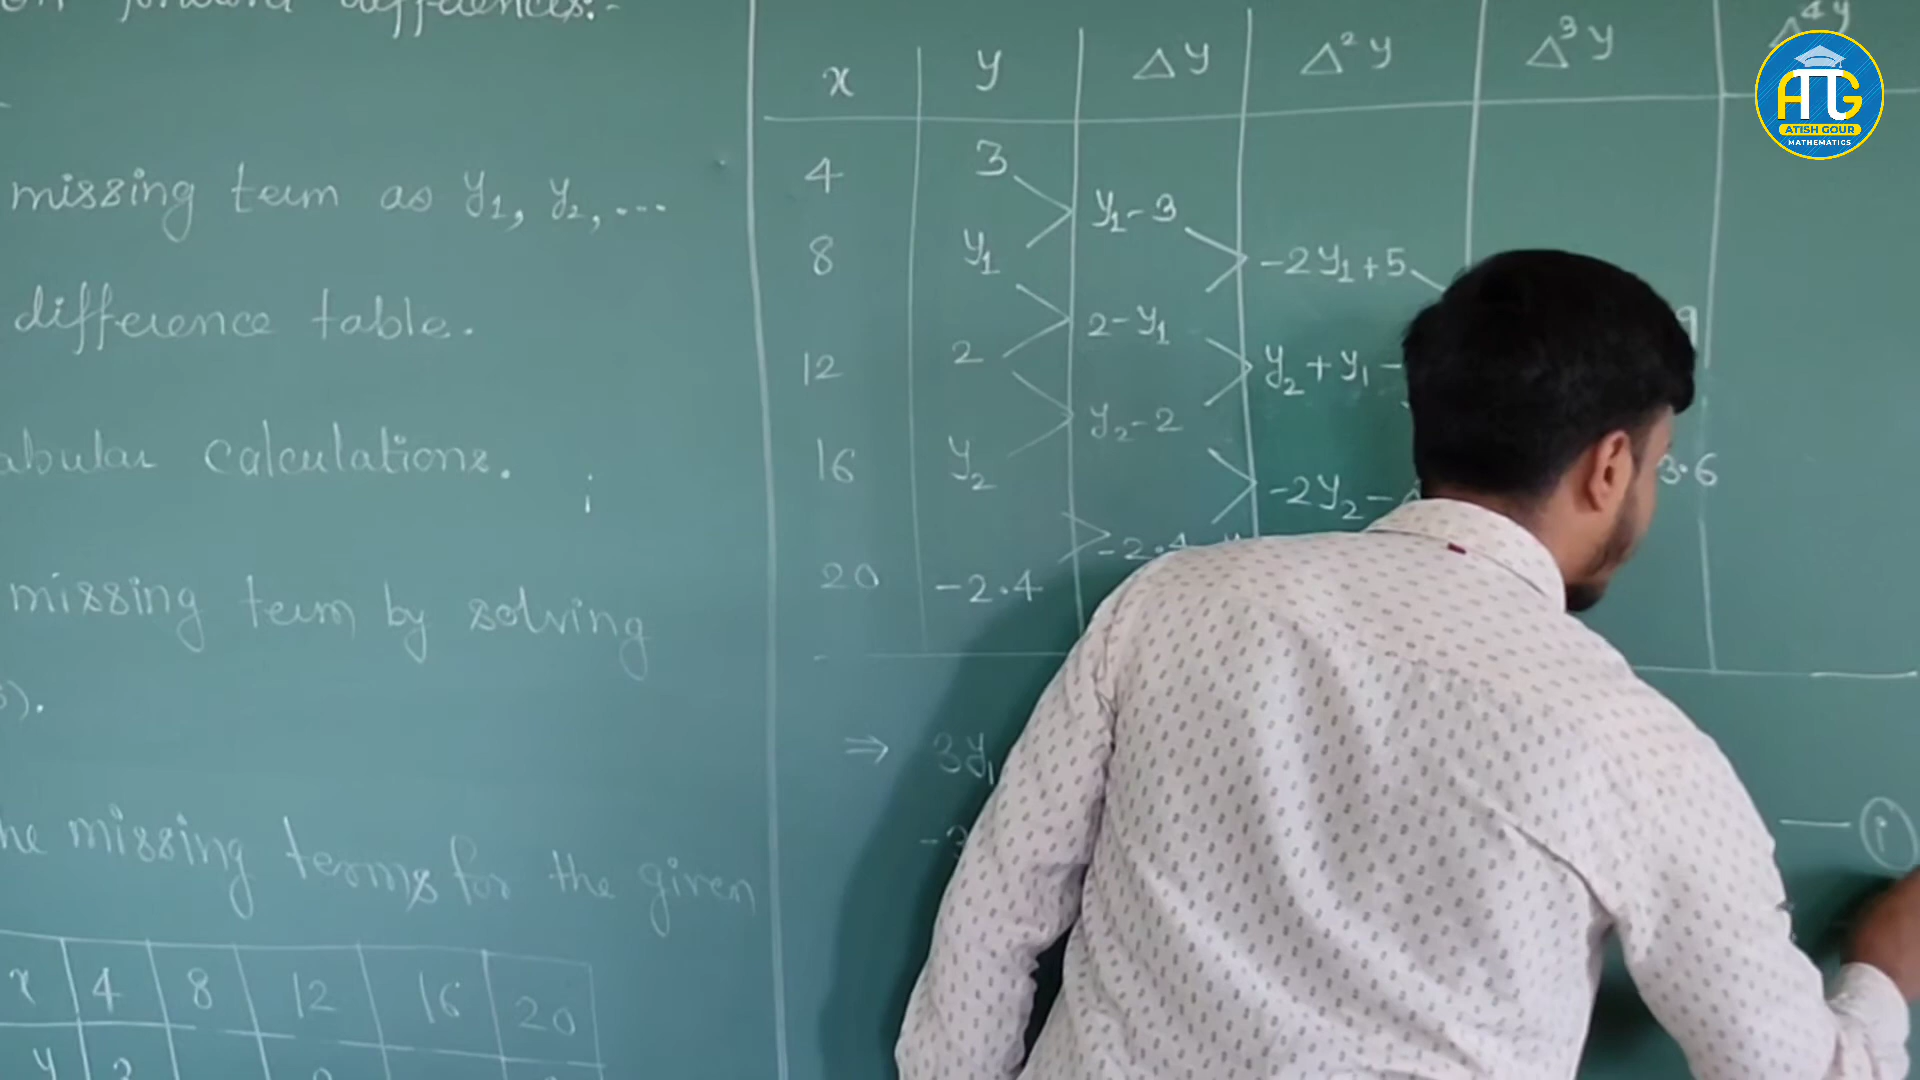 forward differences:-
missing term as y₁, y₂, ...
difference table.
calculations.
missing term by solving
missing terms for the given
x 4 8 12 16 20
y
x y Δy Δ²y Δ³y Δ⁴y
4 3
y₁-3
8 y₁ -2y₁+5
2-y₁
12 2 y₂+y₁-
y₂-2 3.6
16 y₂ -2y₂-
-2.4
20 -2.4
⇒ 3y₁
— (i)
ATG
ATISH GOUR
MATHEMATICS